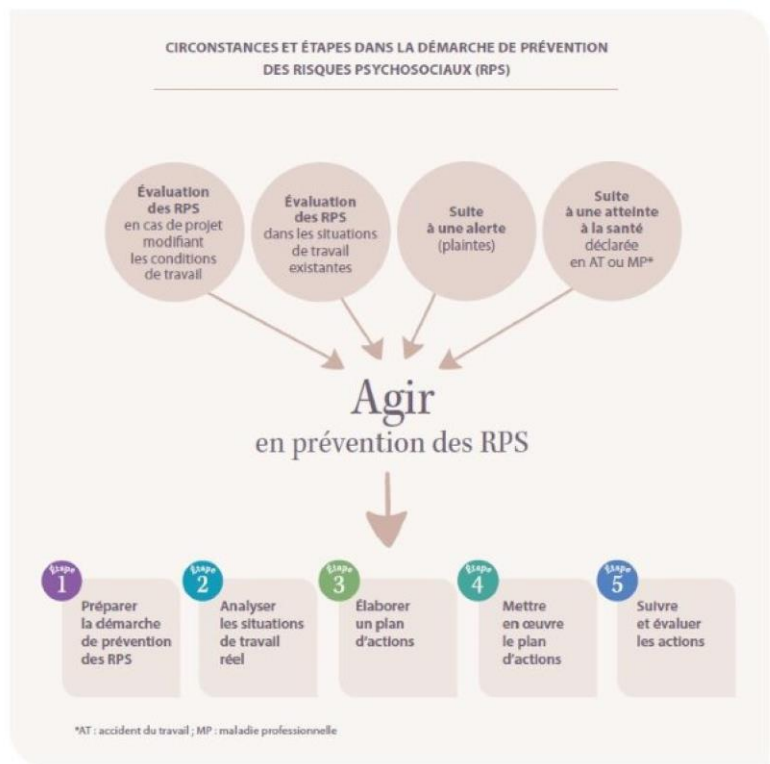 CIRCONSTANCES ET ÉTAPES DANS LA DÉMARCHE DE PRÉVENTION
DES RISQUES PSYCHOSOCIAUX (RPS)
Évaluation
des RPS
en cas de projet
modifiant
les conditions
de travail
Évaluation
des RPS
dans les situations
de travail
existantes
Suite
à une alerte
(plaintes)
Suite
à une atteinte
à la santé
déclarée
en AT ou MP*
Agir
en prévention des RPS
Étape
1
Préparer
la démarche
de prévention
des RPS
Étape
2
Analyser
les situations
de travail
réel
Étape
3
Élaborer
un plan
d'actions
Étape
4
Mettre
en œuvre
le plan
d'actions
Étape
5
Suivre
et évaluer
les actions
*AT : accident du travail ; MP : maladie professionnelle